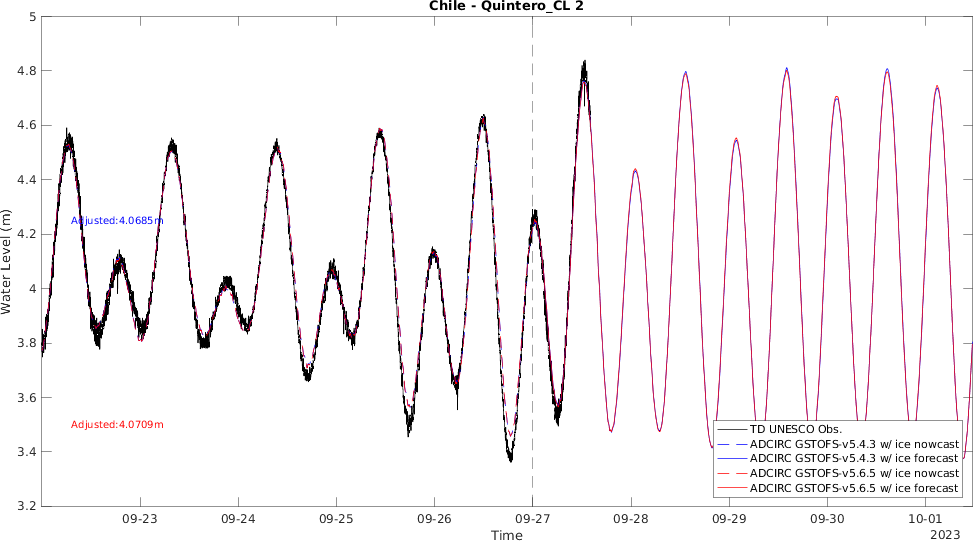 Chile - Quintero_CL 2
5
4.8
4.6
4.4
4.2
4
3.8
3.6
3.4
3.2
Water Level (m)
Adjusted:4.0685m
Adjusted:4.0709m
TD UNESCO Obs.
ADCIRC GSTOFS-v5.4.3 w/ ice nowcast
ADCIRC GSTOFS-v5.4.3 w/ ice forecast
ADCIRC GSTOFS-v5.6.5 w/ ice nowcast
ADCIRC GSTOFS-v5.6.5 w/ ice forecast
09-23 09-24 09-25 09-26 09-27 09-28 09-29 09-30 10-01
Time
2023